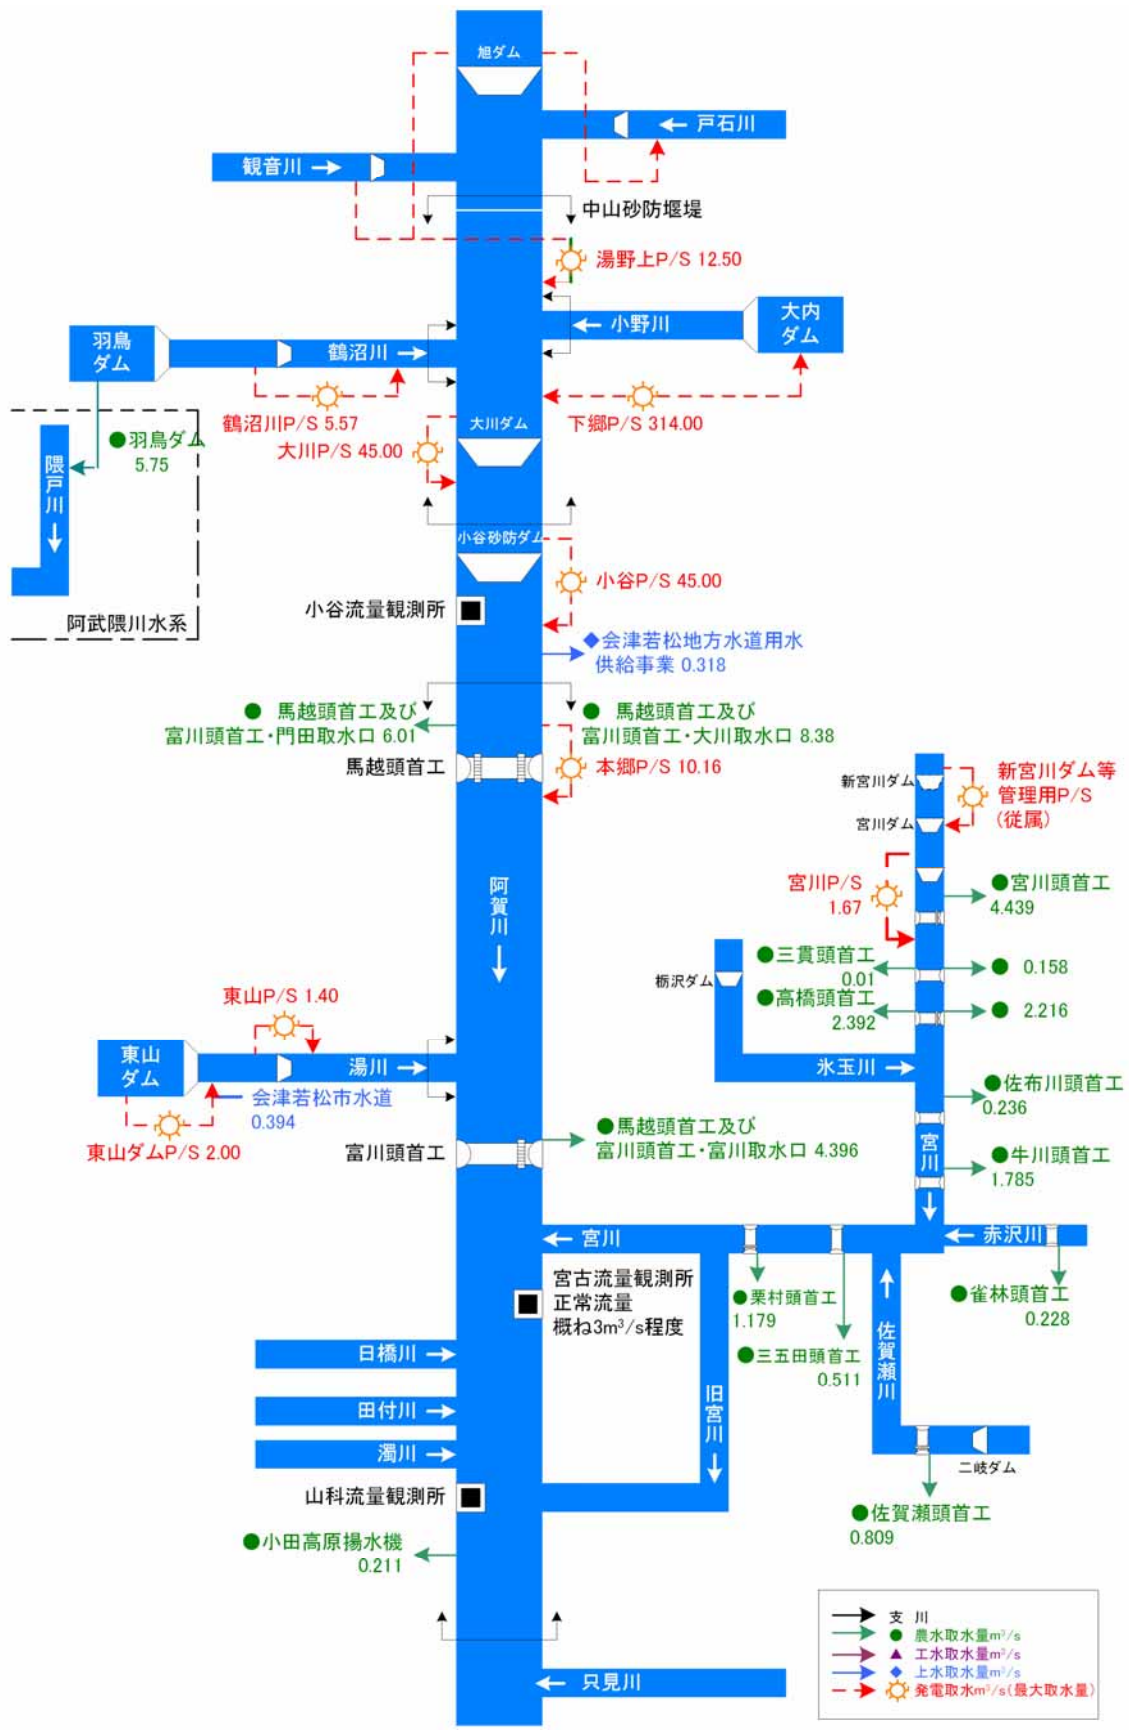 旭ダム
戸石川
観音川
中山砂防堰堤
湯野上P/S 12.50
大内
ダム
小野川
羽鳥
ダム
鶴沼川
鶴沼川P/S 5.57
下郷P/S 314.00
大川ダム
大川P/S 45.00
●羽鳥ダム
5.75
隈戸川
阿武隈川水系
小谷砂防ダム
小谷P/S 45.00
小谷流量観測所
◆会津若松地方水道用水
供給事業 0.318
● 馬越頭首工及び
富川頭首工・門田取水口 6.01
● 馬越頭首工及び
富川頭首工・大川取水口 8.38
馬越頭首工
本郷P/S 10.16
新宮川ダム
新宮川ダム等
管理用P/S
(従属)
宮川ダム
阿賀川
宮川P/S
1.67
●宮川頭首工
4.439
●三貫頭首工
0.01
● 0.158
栃沢ダム
●高橋頭首工
2.392
● 2.216
東山P/S 1.40
東山
ダム
湯川
氷玉川
会津若松市水道
0.394
●佐布川頭首工
0.236
東山ダムP/S 2.00
富川頭首工
●馬越頭首工及び
富川頭首工・富川取水口 4.396
宮川
●牛川頭首工
1.785
宮川
赤沢川
宮古流量観測所
正常流量
概ね3m³/s程度
●栗村頭首工
1.179
●雀林頭首工
0.228
●三五田頭首工
0.511
佐賀瀬川
日橋川
田付川
濁川
旧宮川
二岐ダム
山科流量観測所
●佐賀瀬頭首工
0.809
●小田高原揚水機
0.211
只見川
支 川
● 農水取水量m³/s
▲ 工水取水量m³/s
◆ 上水取水量m³/s
発電取水m³/s(最大取水量)